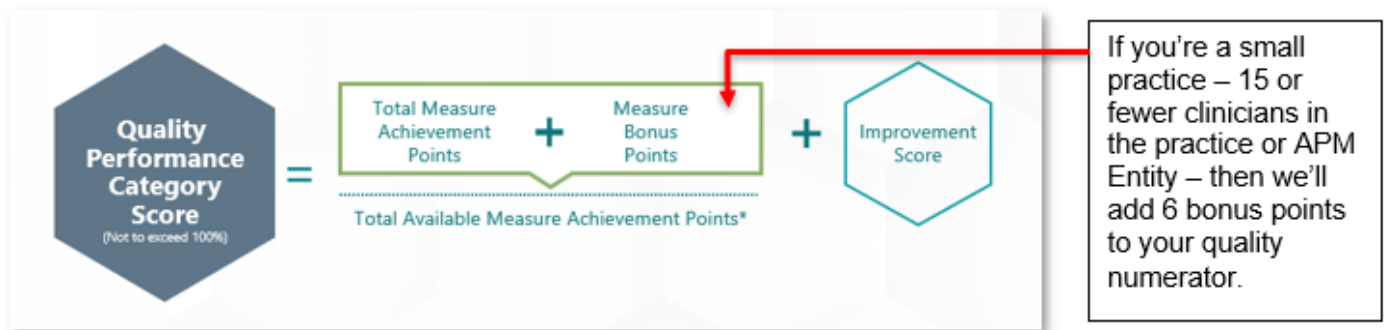 Quality
Performance
Category
Score
(Not to exceed 100%)
=
Total Measure
Achievement
Points
+
Measure
Bonus
Points
Total Available Measure Achievement Points*
+
Improvement
Score
If you're a small
practice – 15 or
fewer clinicians in
the practice or APM
Entity – then we'll
add 6 bonus points
to your quality
numerator.